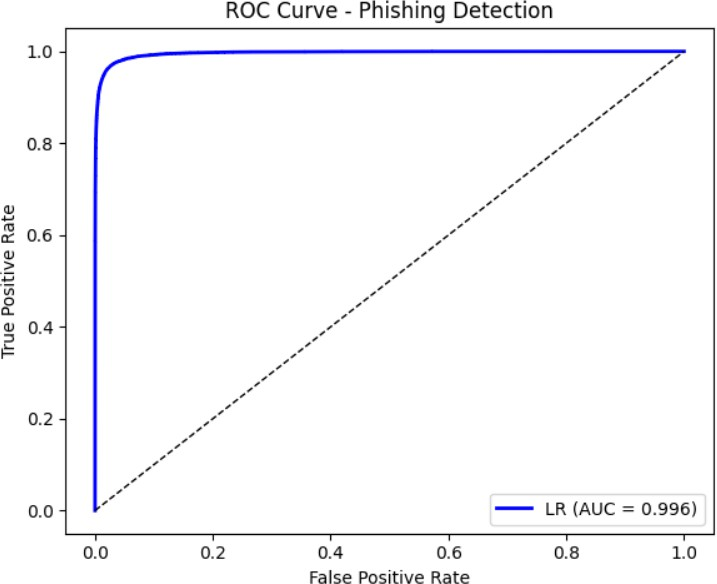 ROC Curve - Phishing Detection
True Positive Rate
1.0
0.8
0.6
0.4
0.2
0.0
LR (AUC = 0.996)
0.0 0.2 0.4 0.6 0.8 1.0
False Positive Rate